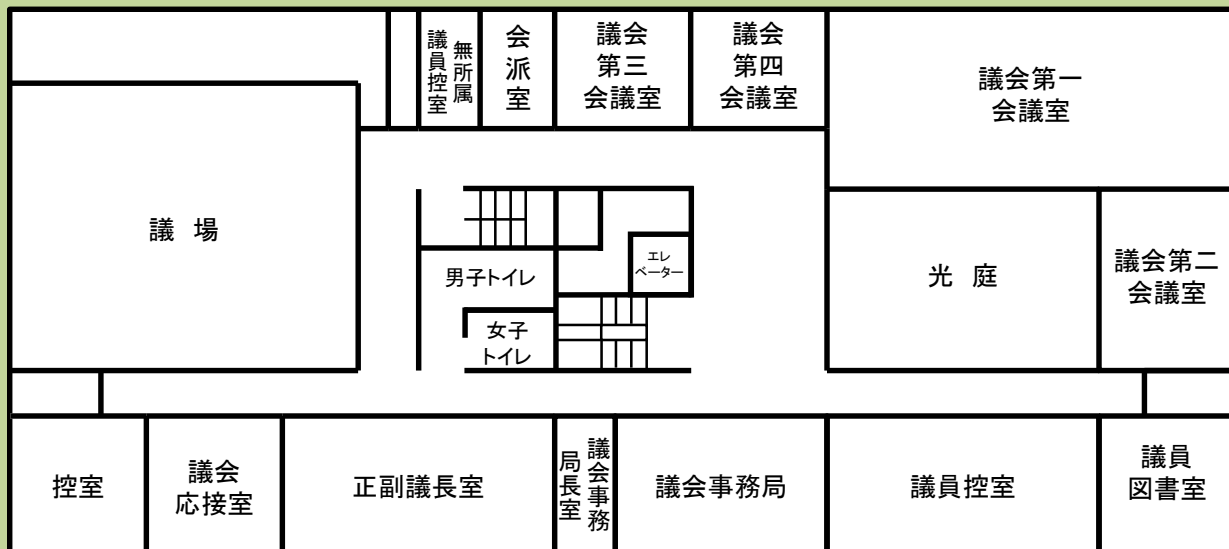 無所属
議員控室
会
派
室
議会
第三
会議室
議会
第四
会議室
議会第一
会議室
議 場
エレ
ベーター
男子トイレ
女子
トイレ
光 庭
議会第二
会議室
控室
議会
応接室
正副議長室
議会事務
局長室
議会事務局
議員控室
議員
図書室